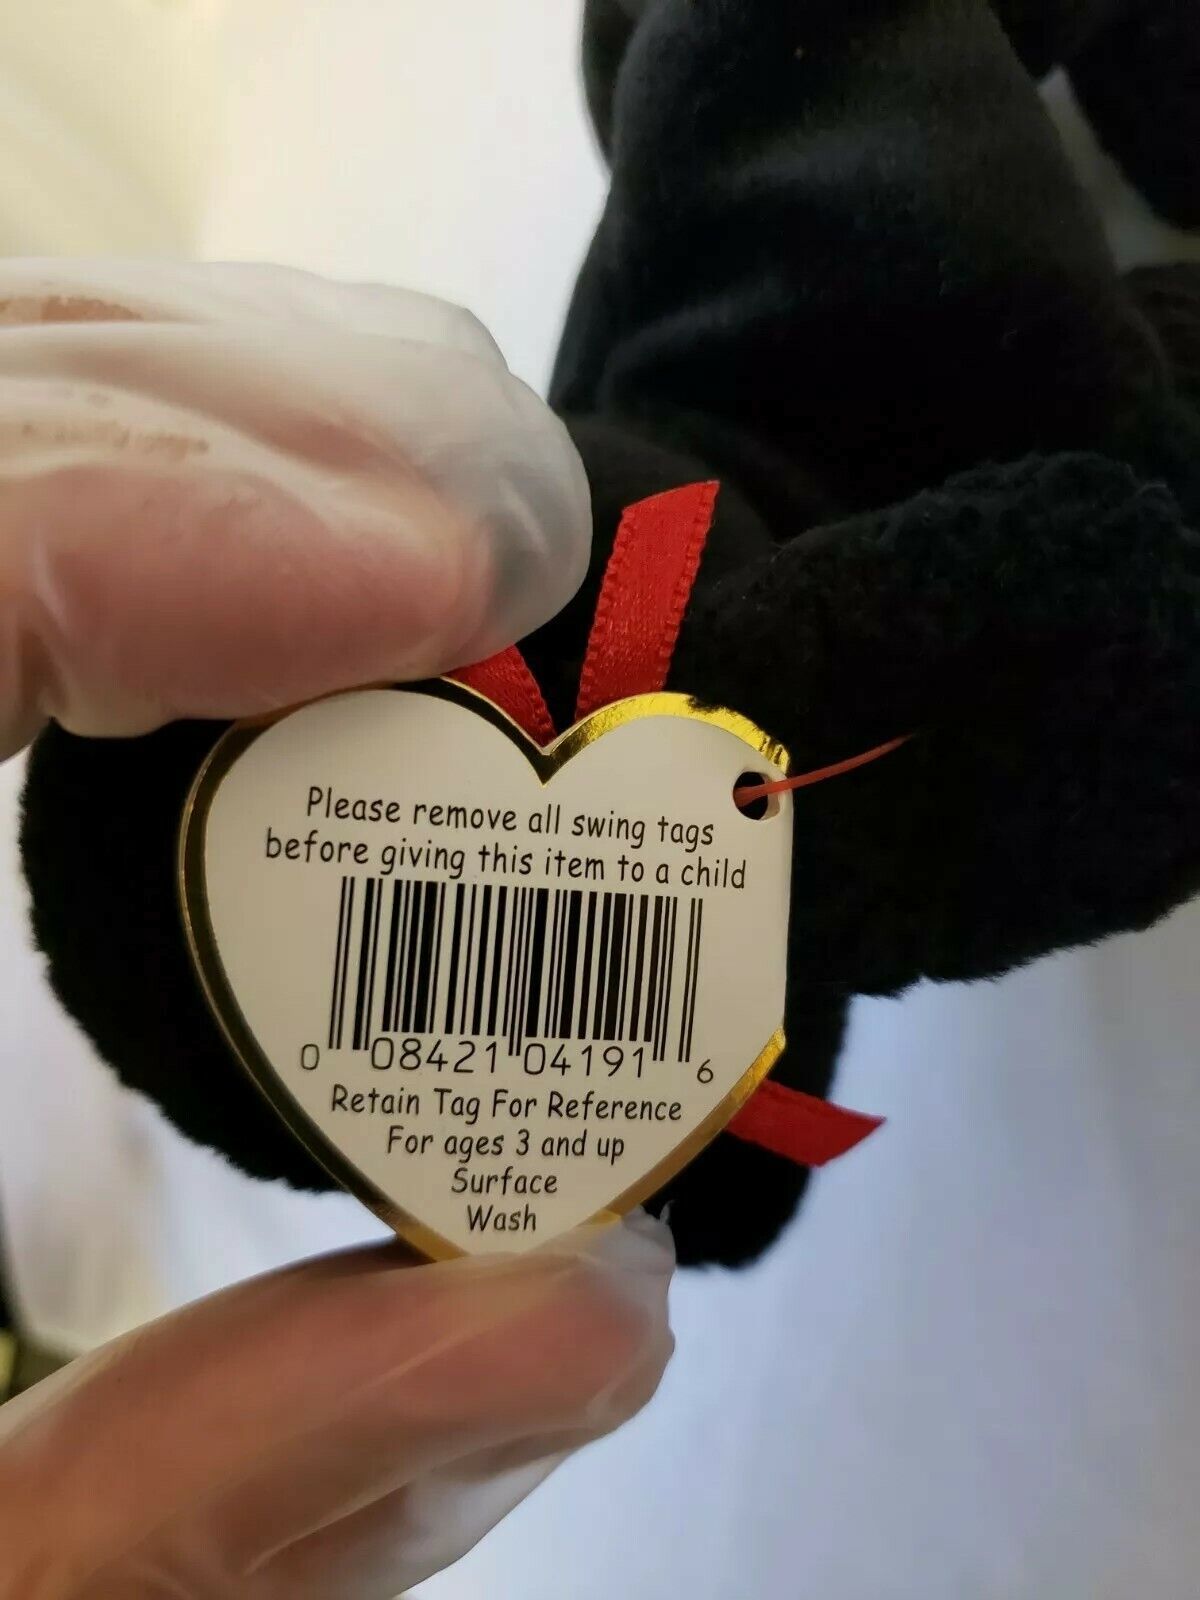 Please remove all swing tags
before giving this item to a child
0 08421 04191 6
Retain Tag For Reference
For ages 3 and up
Surface
Wash